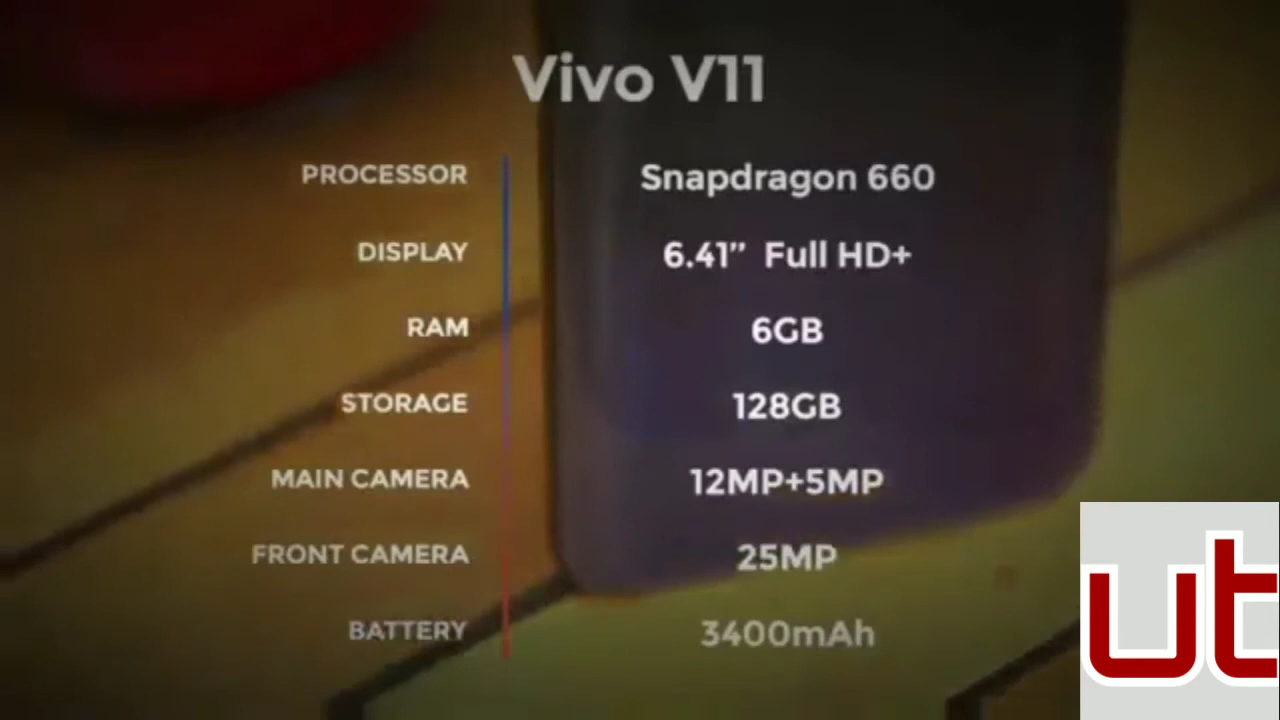 Vivo V11
PROCESSOR Snapdragon 660
DISPLAY 6.41” Full HD+
RAM 6GB
STORAGE 128GB
MAIN CAMERA 12MP+5MP
FRONT CAMERA 25MP
BATTERY 3400mAh
ut